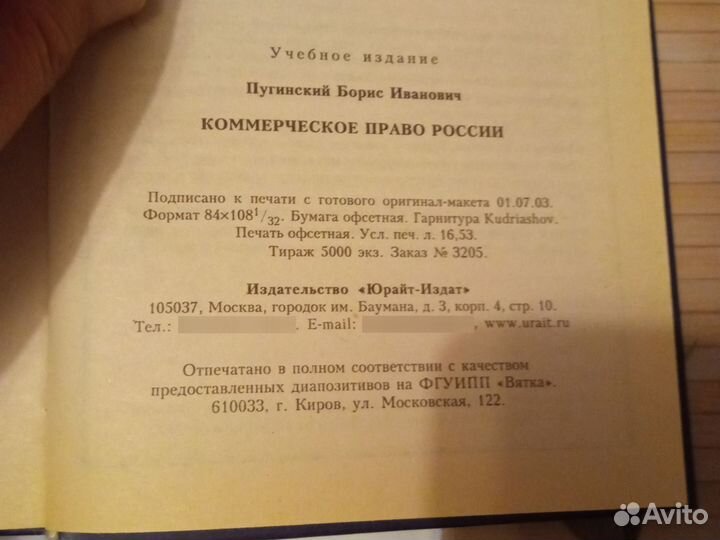 Учебное издание
Пугинский Борис Иванович
КОММЕРЧЕСКОЕ ПРАВО РОССИИ
Подписано к печати с готового оригинал-макета 01.07.03.
Формат 84×108¹/₃₂. Бумага офсетная. Гарнитура Kudriashov.
Печать офсетная. Усл. печ. л. 16,53.
Тираж 5000 экз. Заказ № 3205.
Издательство «Юрайт-Издат»
105037, Москва, городок им. Баумана, д. 3, корп. 4, стр. 10.
Тел.: . E-mail: , www.urait.ru
Отпечатано в полном соответствии с качеством
предоставленных диапозитивов на ФГУИПП «Вятка».
610033, г. Киров, ул. Московская, 122.
Avito